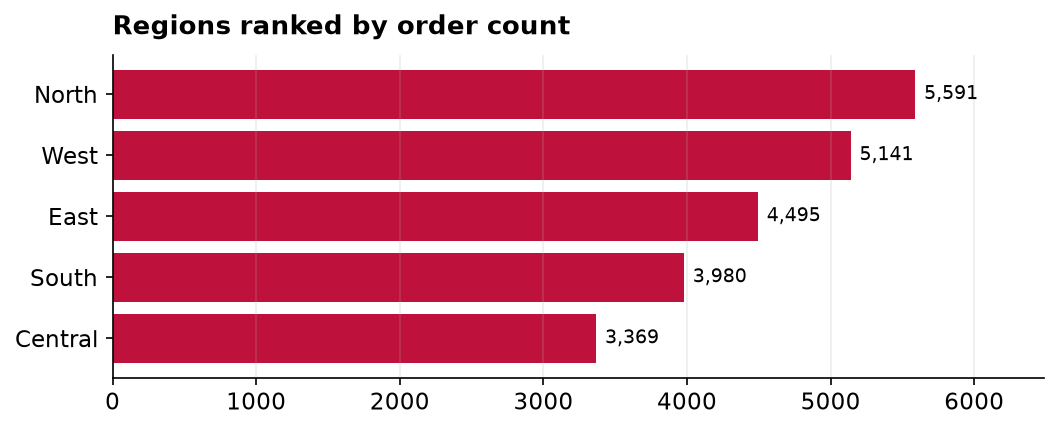 Regions ranked by order count
North 5,591
West 5,141
East 4,495
South 3,980
Central 3,369
0 1000 2000 3000 4000 5000 6000